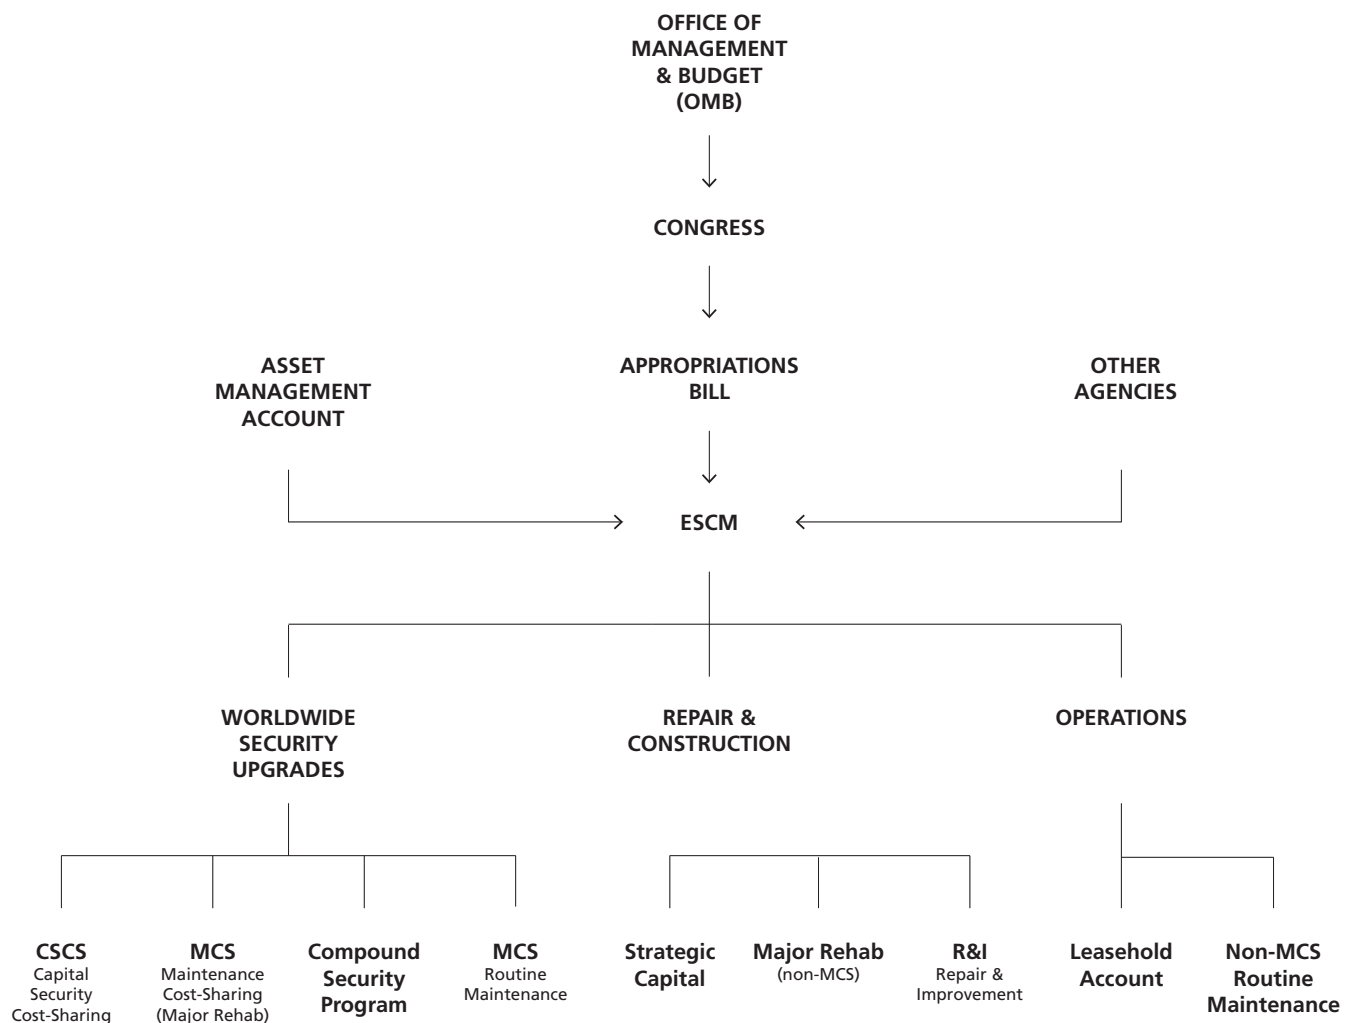 OFFICE OF
MANAGEMENT
& BUDGET
(OMB)
CONGRESS
ASSET
MANAGEMENT
ACCOUNT
APPROPRIATIONS
BILL
OTHER
AGENCIES
ESCM
WORLDWIDE
SECURITY
UPGRADES
REPAIR &
CONSTRUCTION
OPERATIONS
CSCS
Capital
Security
Cost-Sharing
MCS
Maintenance
Cost-Sharing
(Major Rehab)
Compound
Security
Program
MCS
Routine
Maintenance
Strategic
Capital
Major Rehab
(non-MCS)
R&I
Repair &
Improvement
Leasehold
Account
Non-MCS
Routine
Maintenance